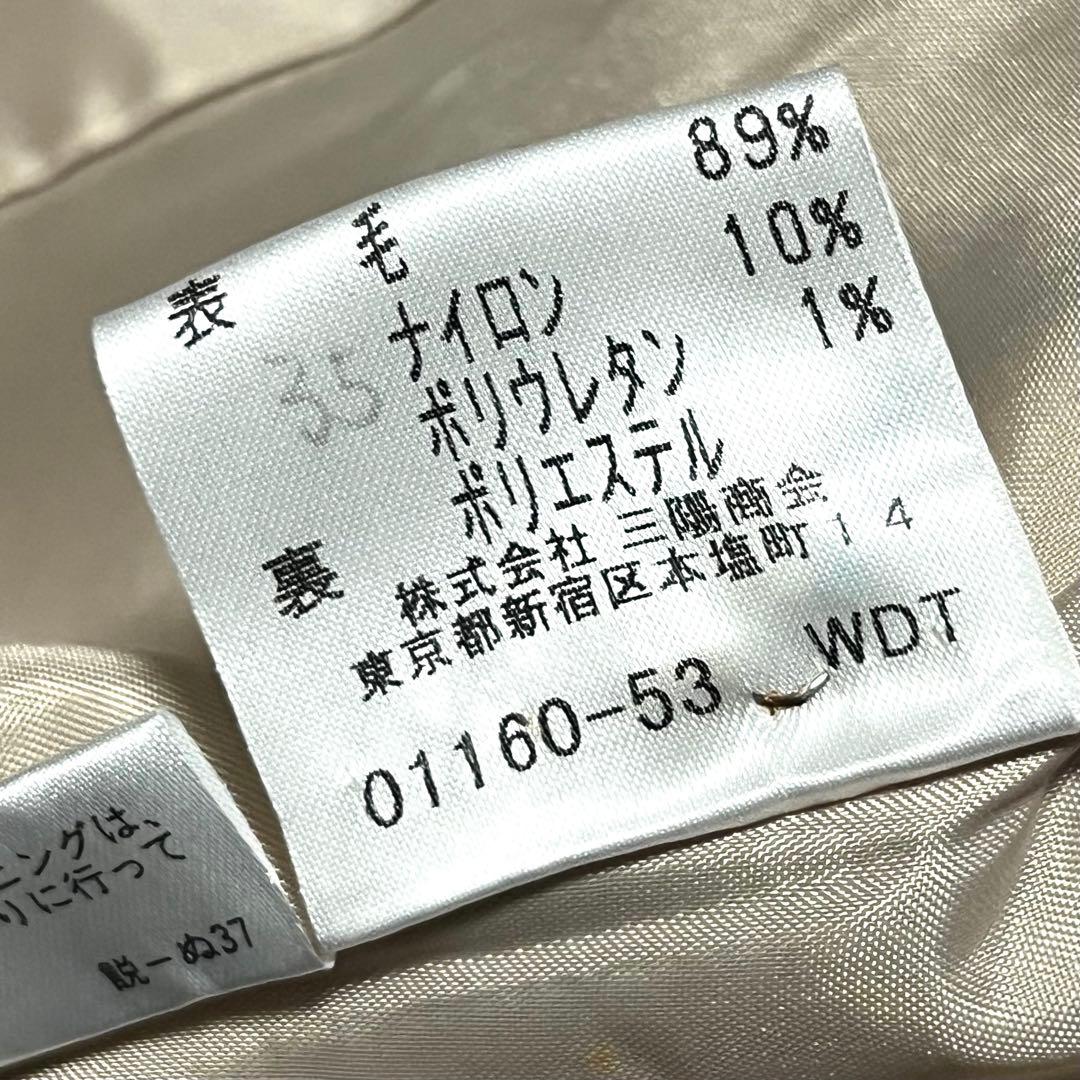 表 毛 89%
ナイロン 10%
ポリウレタン 1%
裏 ポリエステル
35
株式会社 三陽商会
東京都新宿区本塩町14
01160-53 WDT
ニングは、
りに行って
説-ぬ37